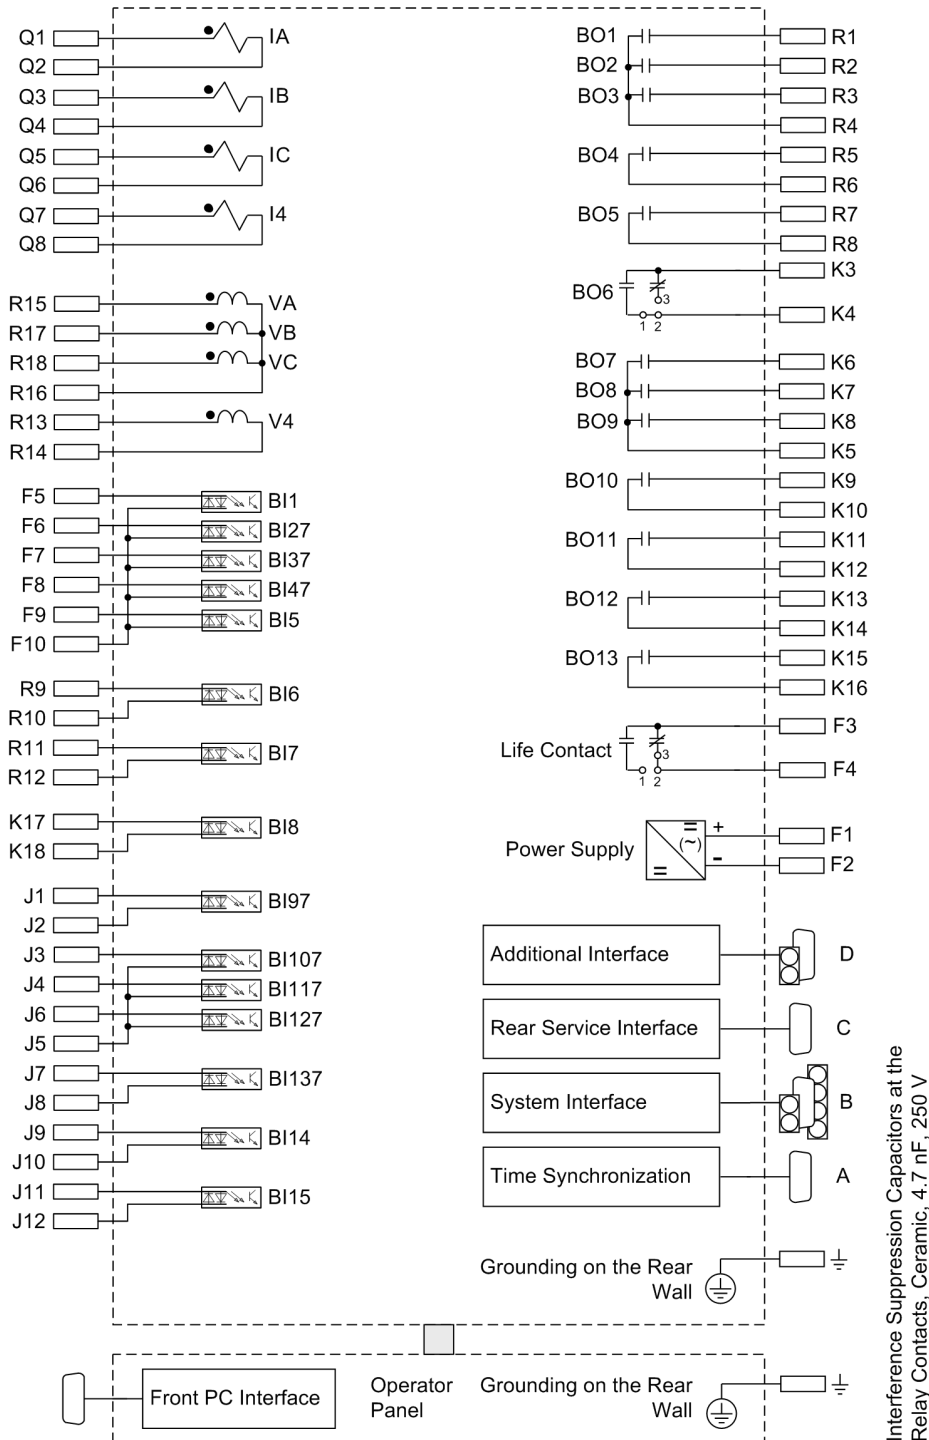 Q1 IA
Q2
Q3 IB
Q4
Q5 IC
Q6
Q7 I4
Q8
R15 VA
R17 VB
R18 VC
R16
R13 V4
R14
F5 BI1
F6 BI27
F7 BI37
F8 BI47
F9 BI5
F10
R9 BI6
R10
R11 BI7
R12
K17 BI8
K18
J1 BI97
J2
J3 BI107
J4 BI117
J6 BI127
J5
J7 BI137
J8
J9 BI14
J10
J11 BI15
J12
BO1 R1
BO2 R2
BO3 R3
R4
BO4 R5
R6
BO5 R7
R8
K3
BO6 3
K4
1 2
BO7 K6
BO8 K7
BO9 K8
K5
BO10 K9
K10
BO11 K11
K12
BO12 K13
K14
BO13 K15
K16
F3
Life Contact 3
F4
1 2
Power Supply = (~) = + - F1
F2
Additional Interface D
Rear Service Interface C
System Interface B
Time Synchronization A
Grounding on the Rear
Wall
Front PC Interface
Operator
Panel
Grounding on the Rear
Wall
Interference Suppression Capacitors at the
Relay Contacts, Ceramic, 4.7 nF, 250 V